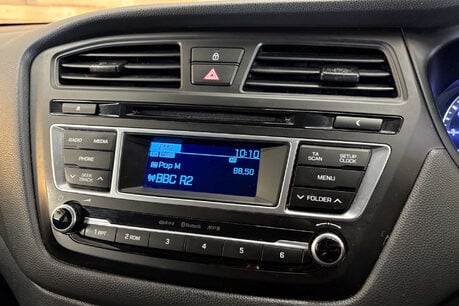 RADIO MEDIA
PHONE
SEEK
TRACK
10:10
Pop M
88.50
BBC R2
TA
SCAN
SETUP
CLOCK
MENU
FOLDER
Bluetooth
1 RPT
2 RDM
3
4
5
6